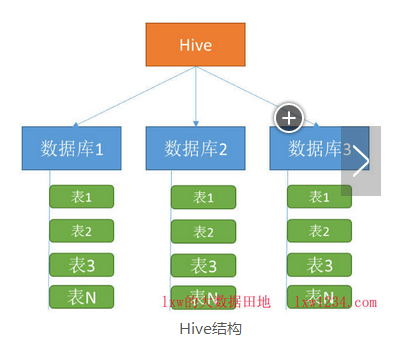 Hive
数据库1 数据库2 数据库3
表1 表1 表1
表2 表2 表2
表3 表3 表3
表N 表N 表N
lxw的大数据田地 lxw1234.com
Hive结构